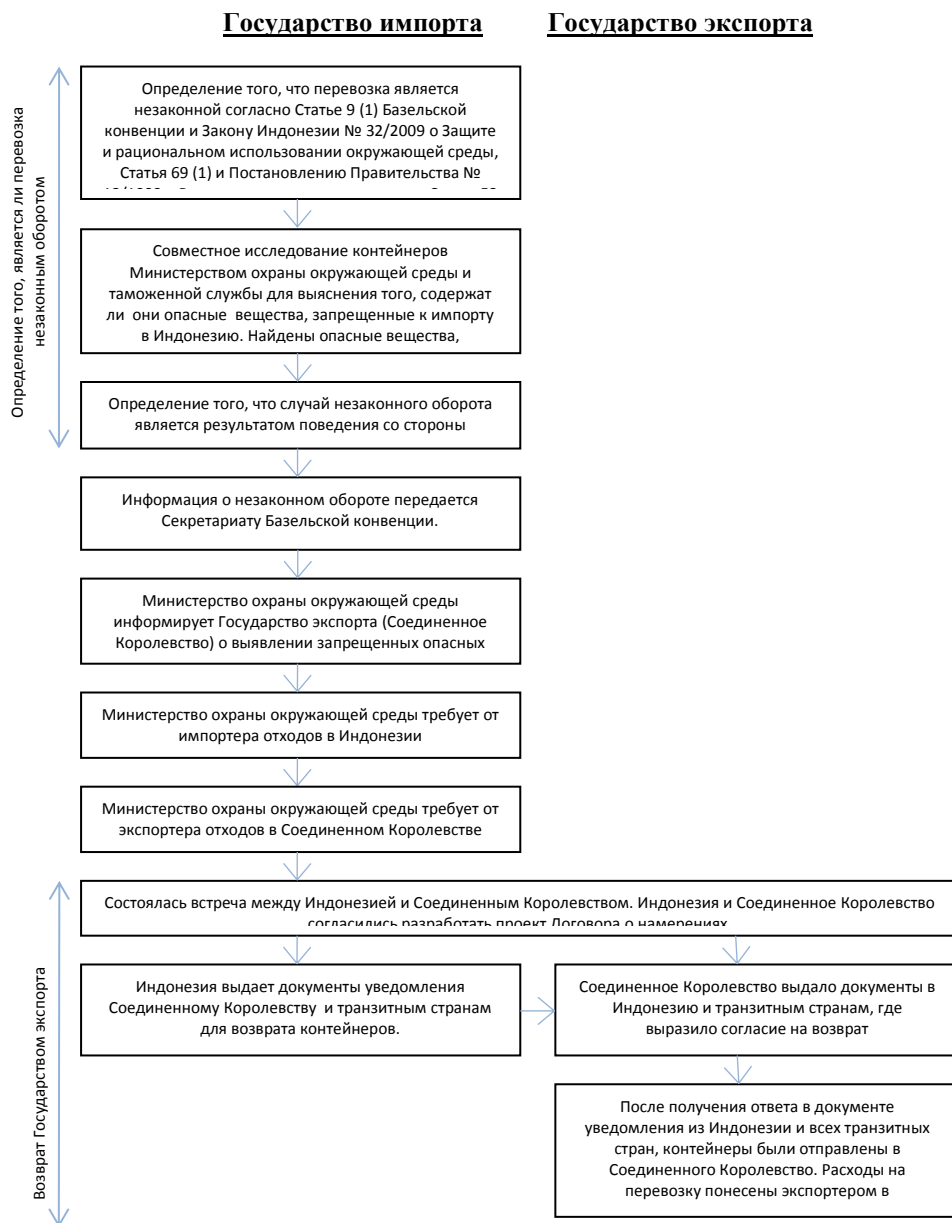 Государство импорта
Государство экспорта
Определение того, является ли перевозка
незаконным оборотом
Определение того, что перевозка является
незаконной согласно Статье 9 (1) Базельской
конвенции и Закону Индонезии № 32/2009 о Защите
и рациональном использовании окружающей среды,
Статья 69 (1) и Постановлению Правительства №
Совместное исследование контейнеров
Министерством охраны окружающей среды и
таможенной службы для выяснения того, содержат
ли они опасные вещества, запрещенные к импорту
в Индонезию. Найдены опасные вещества,
Определение того, что случай незаконного оборота
является результатом поведения со стороны
Информация о незаконном обороте передается
Секретариату Базельской конвенции.
Министерство охраны окружающей среды
информирует Государство экспорта (Соединенное
Королевство) о выявлении запрещенных опасных
Министерство охраны окружающей среды требует от
импортера отходов в Индонезии
Министерство охраны окружающей среды требует от
экспортера отходов в Соединенном Королевстве
Возврат Государством экспорта
Состоялась встреча между Индонезией и Соединенным Королевством. Индонезия и Соединенное Королевство
согласились разработать проект Договора о намерениях
Индонезия выдает документы уведомления
Соединенному Королевству и транзитным странам
для возврата контейнеров.
Соединенное Королевство выдало документы в
Индонезию и транзитным странам, где
выразило согласие на возврат
После получения ответа в документе
уведомления из Индонезии и всех транзитных
стран, контейнеры были отправлены в
Соединенного Королевство. Расходы на
перевозку понесены экспортером в